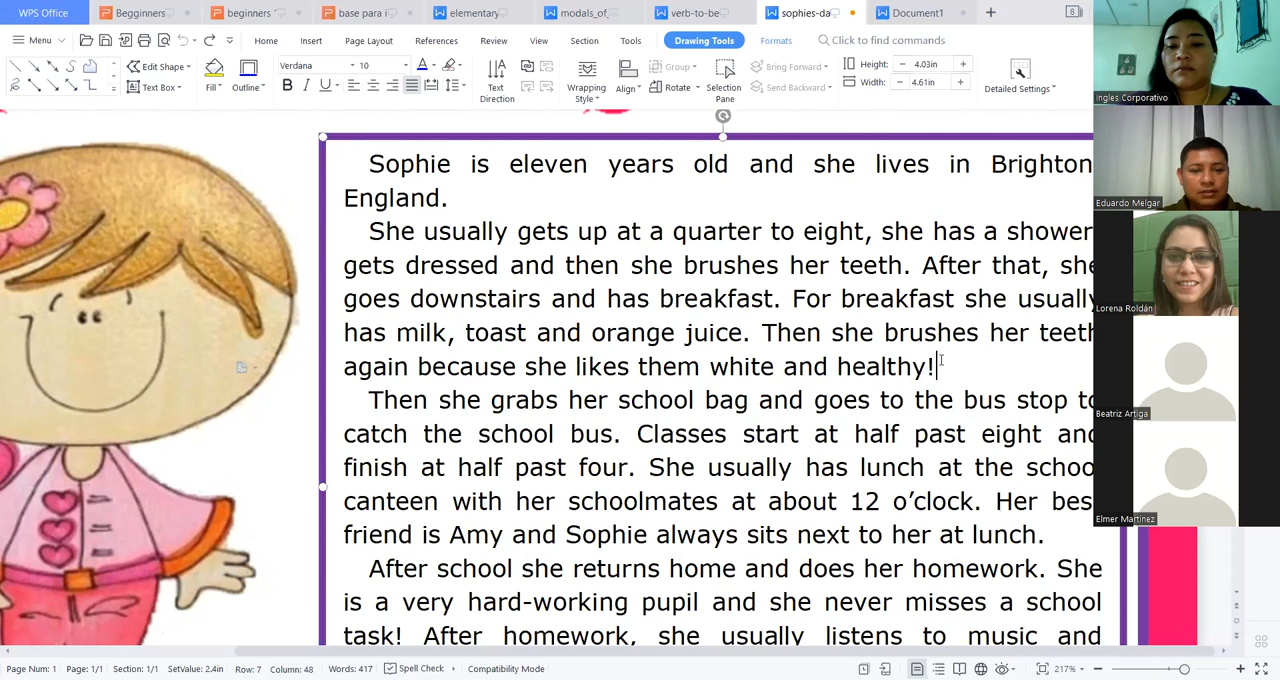 WPS Office
Begginners
beginners
base para i
elementary
modals_of_
verb-to-be
sophies-da
Document1
8
Menu
Home
Insert
Page Layout
References
Review
View
Section
Tools
Drawing Tools
Formats
Click to find commands
Edit Shape
Text Box
Fill
Outline
Verdana
10
B I U
Text Direction
Wrapping Style
Align
Group
Rotate
Selection Pane
Bring Forward
Send Backward
Height: 4.03in
Width: 4.61in
Detailed Settings
Ingles Corporativo
Eduardo Melgar
Lorena Roldán
Beatriz Artiga
Elmer Martinez
Sophie is eleven years old and she lives in Brighton
England.
She usually gets up at a quarter to eight, she has a shower
gets dressed and then she brushes her teeth. After that, she
goes downstairs and has breakfast. For breakfast she usually
has milk, toast and orange juice. Then she brushes her teeth
again because she likes them white and healthy!
Then she grabs her school bag and goes to the bus stop to
catch the school bus. Classes start at half past eight and
finish at half past four. She usually has lunch at the school
canteen with her schoolmates at about 12 o’clock. Her best
friend is Amy and Sophie always sits next to her at lunch.
After school she returns home and does her homework. She
is a very hard-working pupil and she never misses a school
task! After homework, she usually listens to music and
Page Num: 1
Page: 1/1
Section: 1/1
SetValue: 2.4in
Row: 7
Column: 48
Words: 417
Spell Check
Compatibility Mode
217%